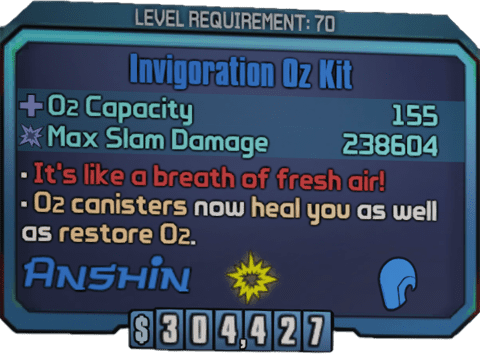 LEVEL REQUIREMENT: 70
Invigoration Oz Kit
O2 Capacity 155
Max Slam Damage 238604
• It's like a breath of fresh air!
• O2 canisters now heal you as well
as restore O2.
ANSHIN
$304,427